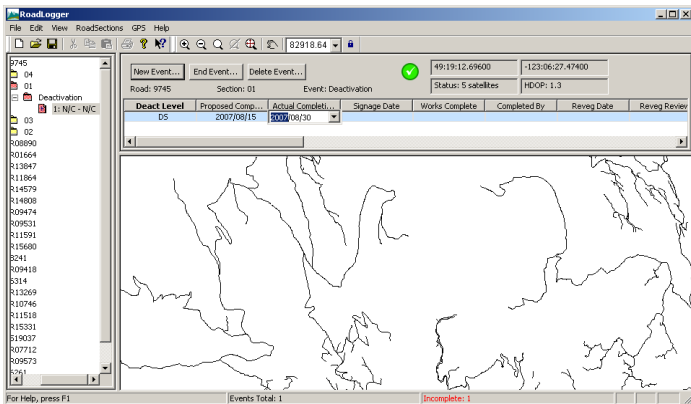 RoadLogger
File Edit View RoadSections GPS Help
82918.64
9745
04
01
Deactivation
1: N/C - N/C
03
02
R08890
R01664
R13847
R11864
R14579
R14808
R09474
R09531
R11591
R15680
8241
R09418
6314
R13269
R10746
R11518
R15331
519037
R07712
R09573
5261
New Event... End Event... Delete Event...
49:19:12.69600 -123:06:27.47400
Road: 9745 Section: 01 Event: Deactivation
Status: 5 satellites HDOP: 1.3
Deact Level Proposed Comp... Actual Completi... Signage Date Works Complete Completed By Reveg Date Reveg Review
DS 2007/08/15 2007/08/30
For Help, press F1 Events Total: 1 Incomplete: 1